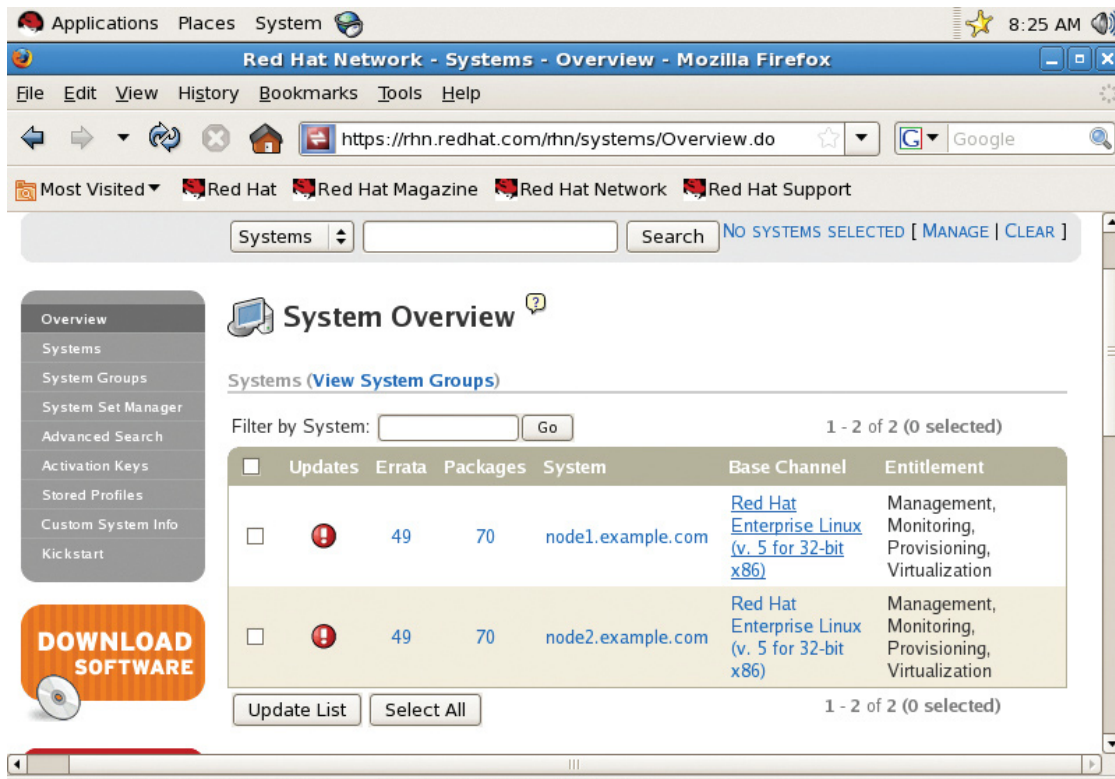 Applications Places System 8:25 AM
Red Hat Network - Systems - Overview - Mozilla Firefox
File Edit View History Bookmarks Tools Help
https://rhn.redhat.com/rhn/systems/Overview.do G Google
Most Visited Red Hat Red Hat Magazine Red Hat Network Red Hat Support
Systems Search NO SYSTEMS SELECTED [ MANAGE | CLEAR ]
Overview
Systems
System Groups
System Set Manager
Advanced Search
Activation Keys
Stored Profiles
Custom System Info
Kickstart
DOWNLOAD
SOFTWARE
System Overview ?
Systems (View System Groups)
Filter by System: Go 1 - 2 of 2 (0 selected)
Updates Errata Packages System Base Channel Entitlement
49 70 node1.example.com
Red Hat
Enterprise Linux
(v. 5 for 32-bit
x86)
Management,
Monitoring,
Provisioning,
Virtualization
49 70 node2.example.com
Red Hat
Enterprise Linux
(v. 5 for 32-bit
x86)
Management,
Monitoring,
Provisioning,
Virtualization
Update List Select All 1 - 2 of 2 (0 selected)